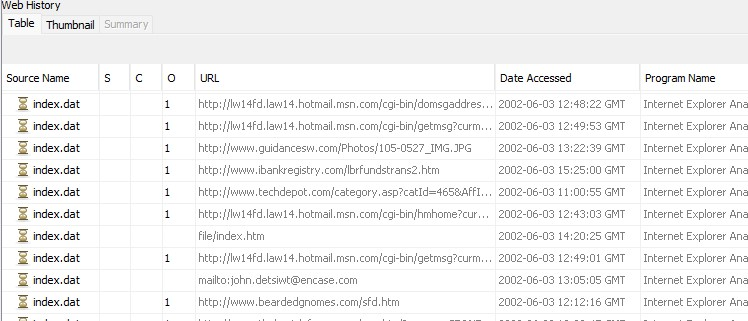 Web History
Table Thumbnail Summary
Source Name S C O URL Date Accessed Program Name
index.dat 1 http://lw14fd.law14.hotmail.msn.com/cgi-bin/domsgaddres... 2002-06-03 12:48:22 GMT Internet Explorer Ana
index.dat 1 http://lw14fd.law14.hotmail.msn.com/cgi-bin/getmsg?curm... 2002-06-03 12:49:53 GMT Internet Explorer Ana
index.dat 1 http://www.guidancesw.com/Photos/105-0527_IMG.JPG 2002-06-03 13:22:39 GMT Internet Explorer Ana
index.dat 1 http://www.ibankregistry.com/lbrfundstrans2.htm 2002-06-03 15:25:00 GMT Internet Explorer Ana
index.dat 1 http://www.techdepot.com/category.asp?catId=465&AffI... 2002-06-03 11:00:55 GMT Internet Explorer Ana
index.dat 1 http://lw14fd.law14.hotmail.msn.com/cgi-bin/hmhome?cur... 2002-06-03 12:43:03 GMT Internet Explorer Ana
index.dat file/index.htm 2002-06-03 14:20:25 GMT Internet Explorer Ana
index.dat 1 http://lw14fd.law14.hotmail.msn.com/cgi-bin/getmsg?curm... 2002-06-03 12:49:01 GMT Internet Explorer Ana
index.dat mailto:john.detsiwt@encase.com 2002-06-03 13:05:05 GMT Internet Explorer Ana
index.dat 1 http://www.beardedgnomes.com/sfd.htm 2002-06-03 12:12:16 GMT Internet Explorer Ana